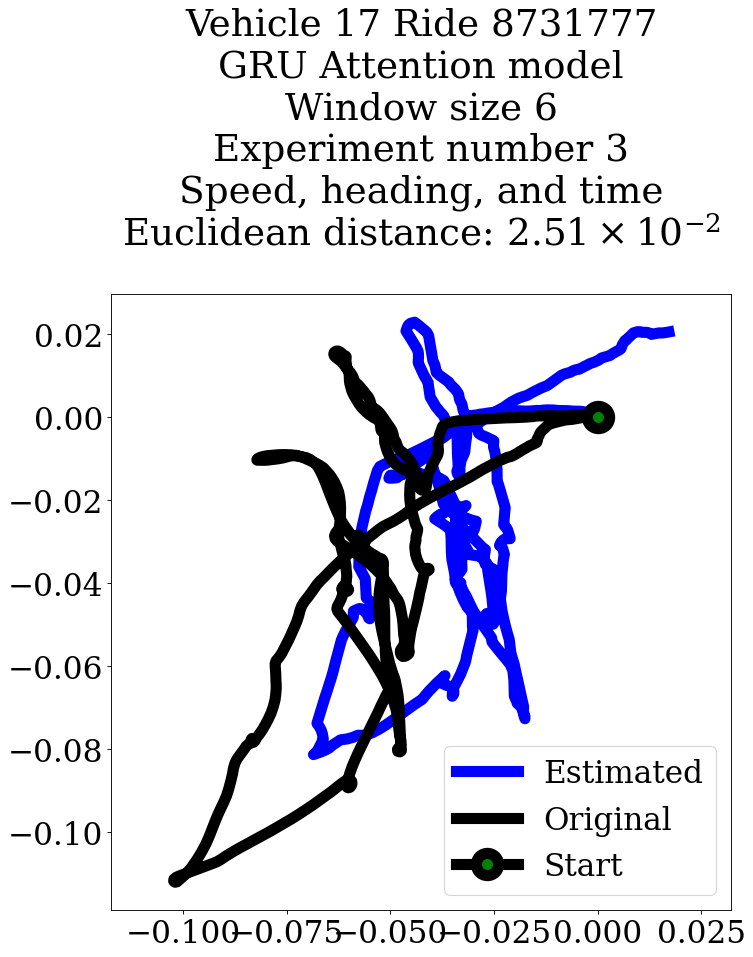 Vehicle 17 Ride 8731777
GRU Attention model
Window size 6
Experiment number 3
Speed, heading, and time
Euclidean distance: 2.51 × 10⁻²
0.02
0.00
−0.02
−0.04
−0.06
−0.08
−0.10
Estimated
Original
Start
−0.100 −0.075 −0.050 −0.025 0.000 0.025